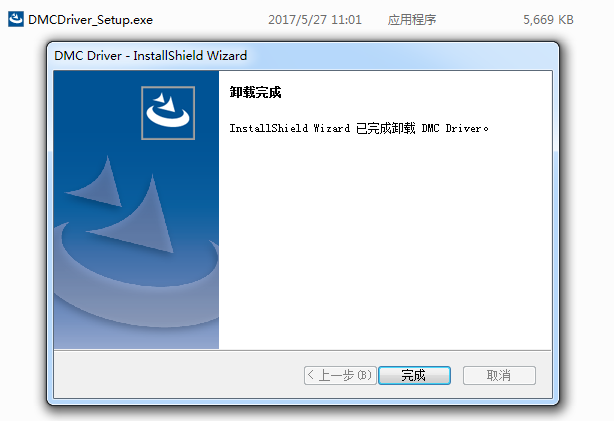 DMCDriver_Setup.exe 2017/5/27 11:01 应用程序 5,669 KB
DMC Driver - InstallShield Wizard
卸载完成
InstallShield Wizard 已完成卸载 DMC Driver。
< 上一步(B) 完成 取消